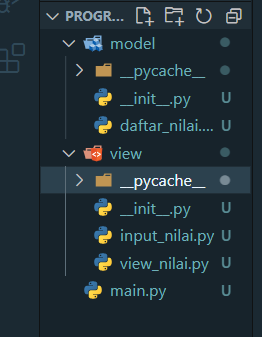 PROGR...
model
__pycache__
__init__.py U
daftar_nilai.... U
view
__pycache__
__init__.py U
input_nilai.py U
view_nilai.py U
main.py U